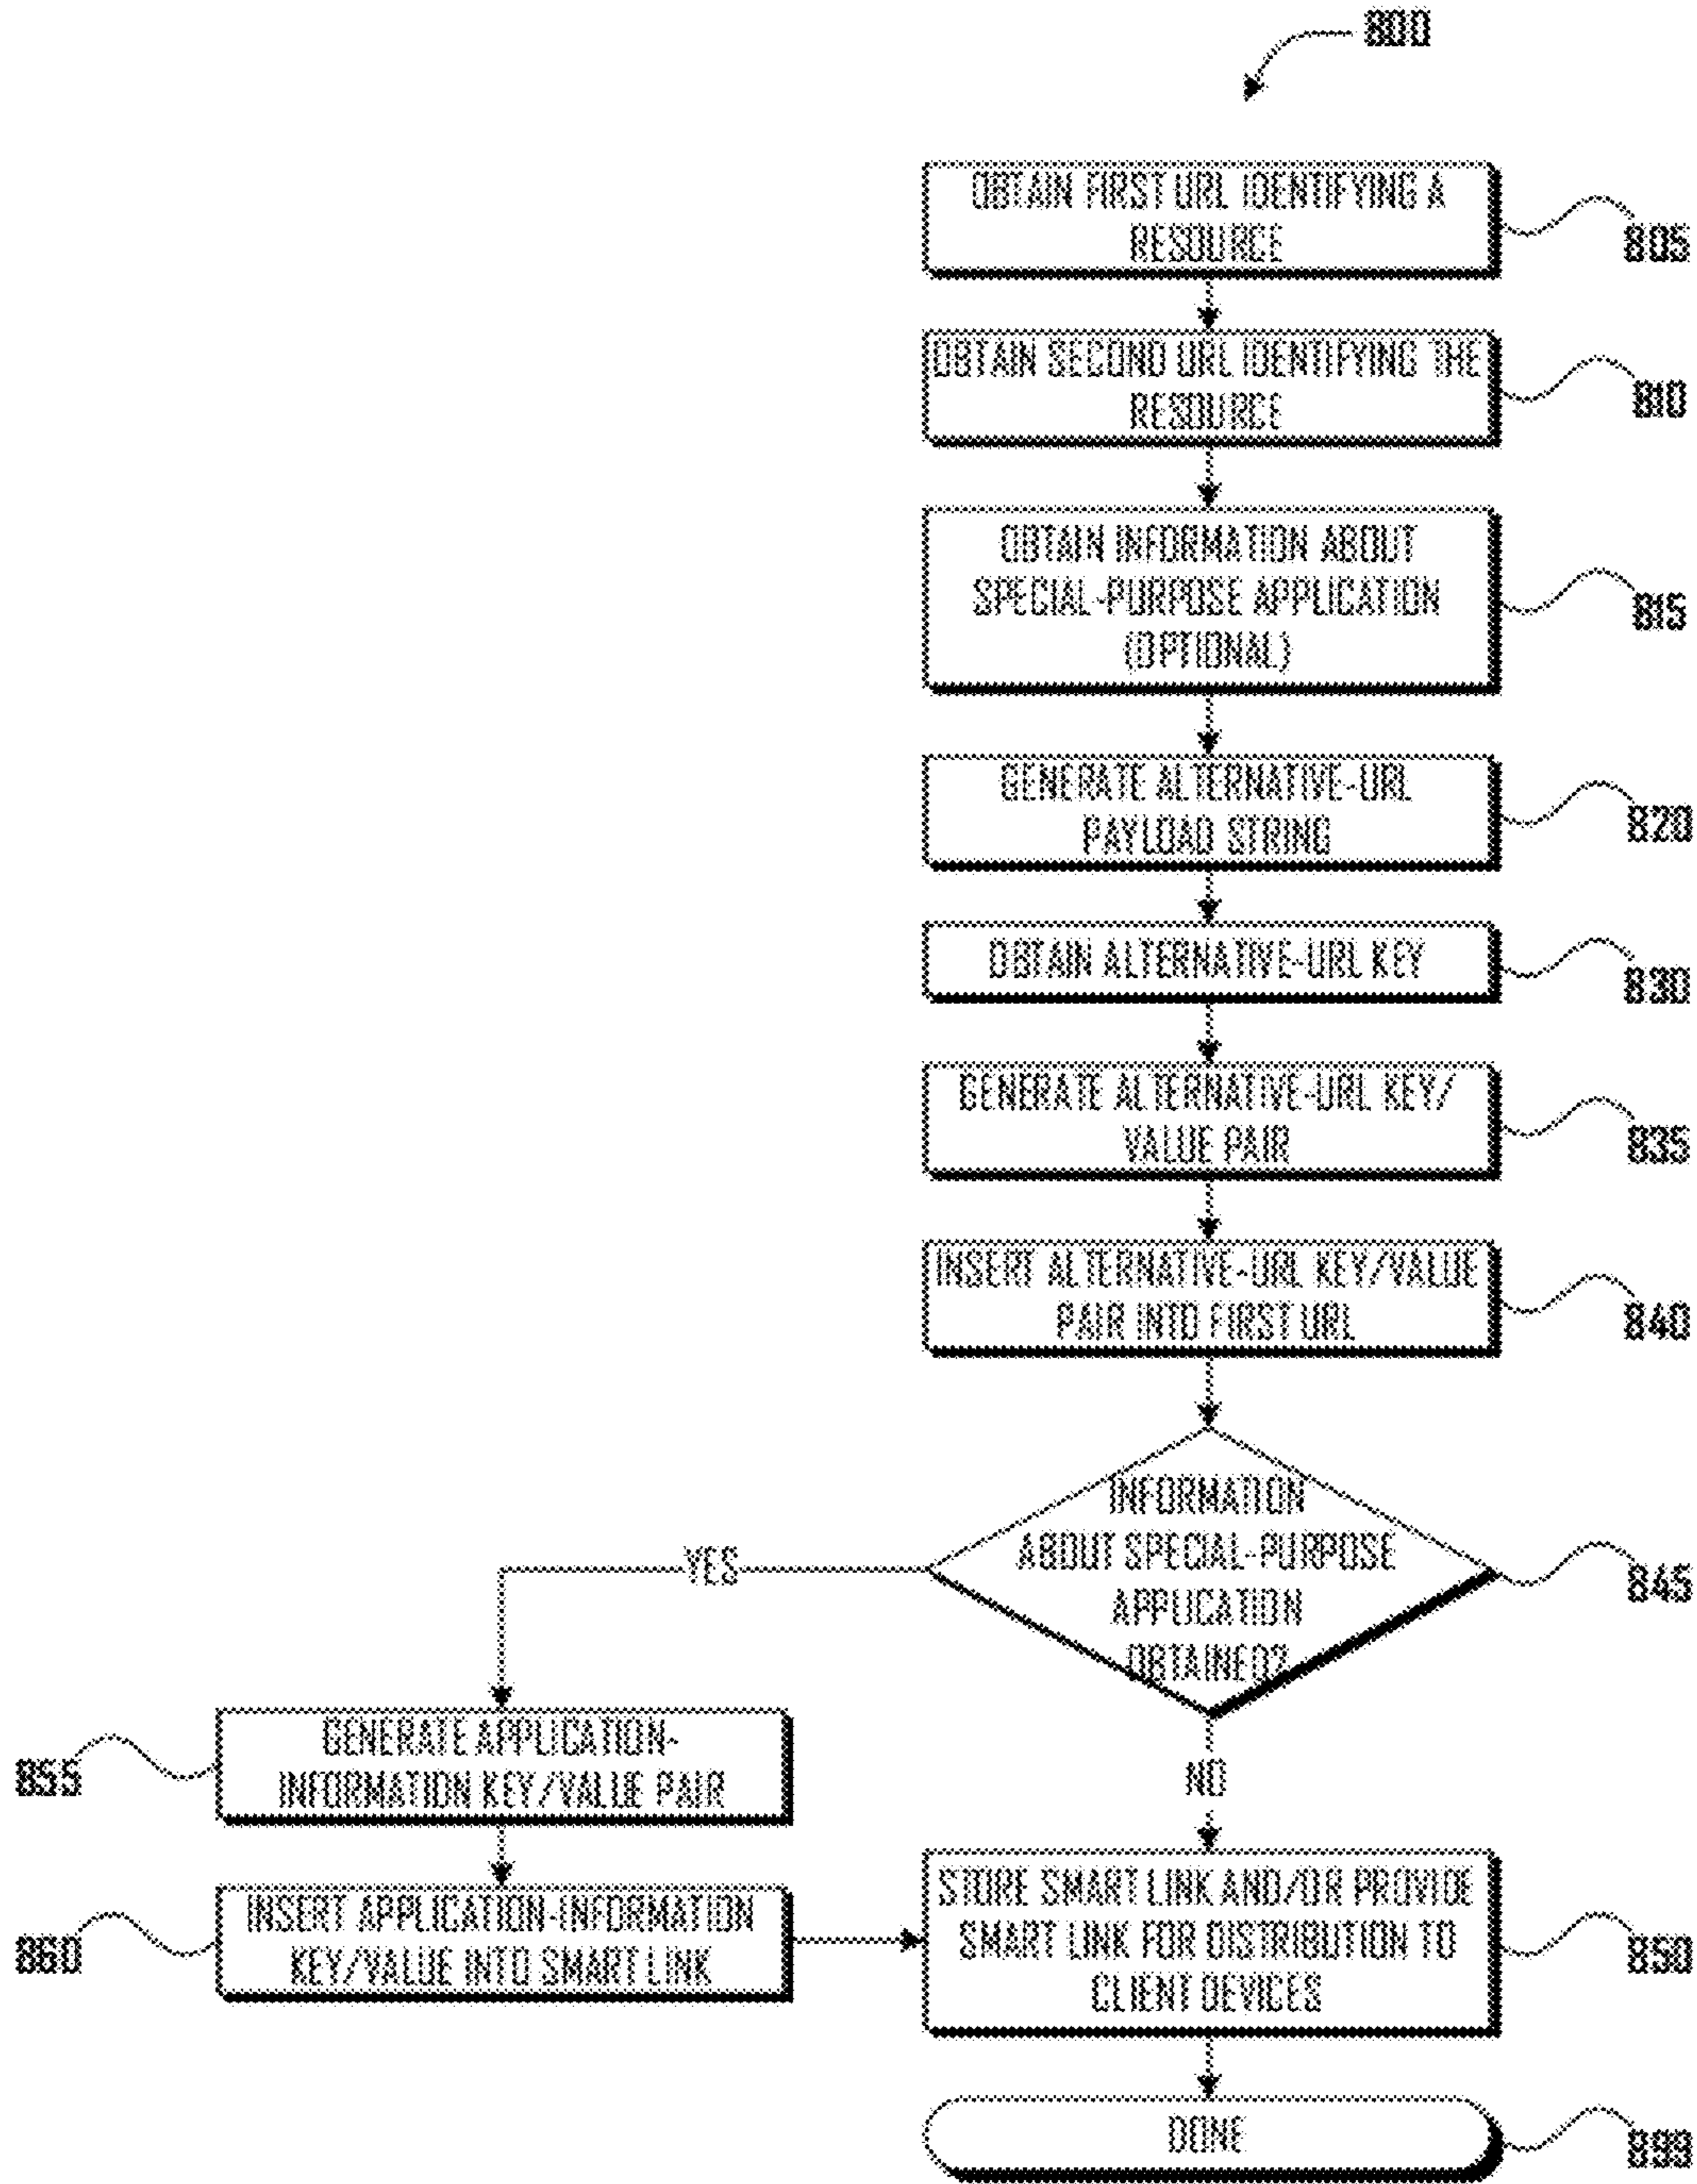 800
OBTAIN FIRST URL IDENTIFYING A
RESOURCE
805
OBTAIN SECOND URL IDENTIFYING THE
RESOURCE
810
OBTAIN INFORMATION ABOUT
SPECIAL-PURPOSE APPLICATION
(OPTIONAL)
815
GENERATE ALTERNATIVE-URL
PAYLOAD STRING
820
OBTAIN ALTERNATIVE-URL KEY
830
GENERATE ALTERNATIVE-URL KEY/
VALUE PAIR
835
INSERT ALTERNATIVE-URL KEY/VALUE
PAIR INTO FIRST URL
840
INFORMATION
ABOUT SPECIAL-PURPOSE
APPLICATION
OBTAINED?
845
YES
NO
GENERATE APPLICATION-
INFORMATION KEY/VALUE PAIR
855
INSERT APPLICATION-INFORMATION
KEY/VALUE INTO SMART LINK
860
STORE SMART LINK AND/OR PROVIDE
SMART LINK FOR DISTRIBUTION TO
CLIENT DEVICES
850
DONE
899